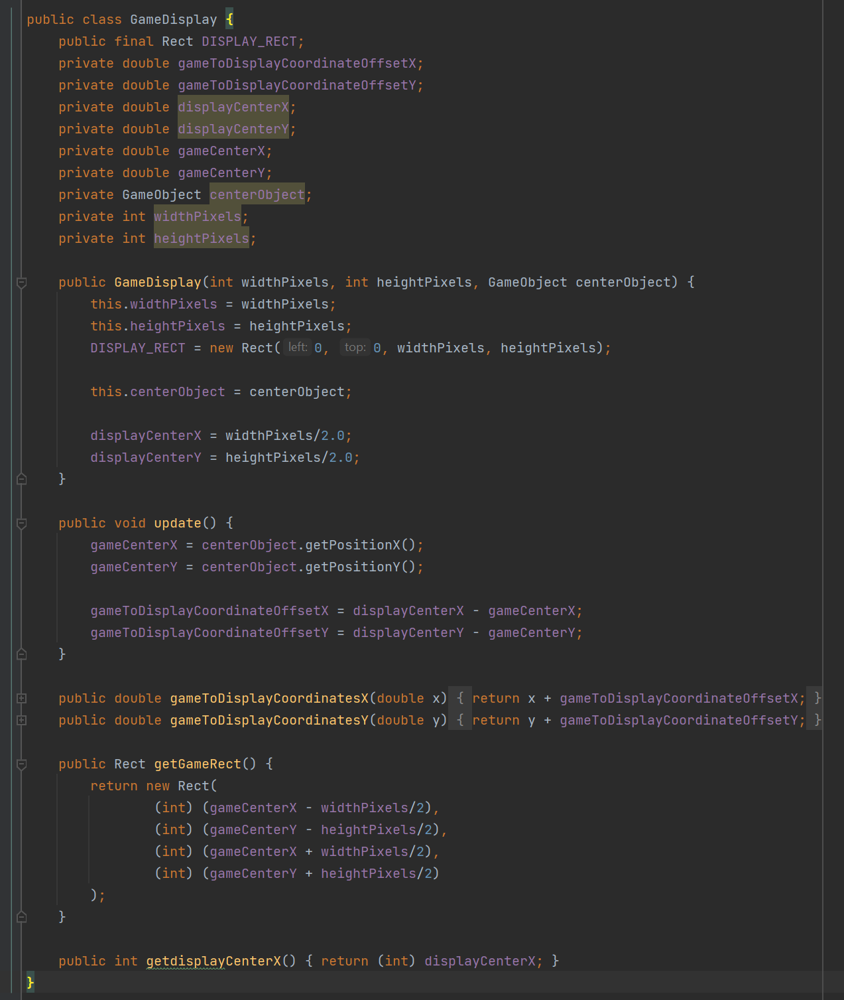 public class GameDisplay {
    public final Rect DISPLAY_RECT;
    private double gameToDisplayCoordinateOffsetX;
    private double gameToDisplayCoordinateOffsetY;
    private double displayCenterX;
    private double displayCenterY;
    private double gameCenterX;
    private double gameCenterY;
    private GameObject centerObject;
    private int widthPixels;
    private int heightPixels;

    public GameDisplay(int widthPixels, int heightPixels, GameObject centerObject) {
        this.widthPixels = widthPixels;
        this.heightPixels = heightPixels;
        DISPLAY_RECT = new Rect( left: 0, top: 0, widthPixels, heightPixels);

        this.centerObject = centerObject;

        displayCenterX = widthPixels/2.0;
        displayCenterY = heightPixels/2.0;
    }

    public void update() {
        gameCenterX = centerObject.getPositionX();
        gameCenterY = centerObject.getPositionY();

        gameToDisplayCoordinateOffsetX = displayCenterX - gameCenterX;
        gameToDisplayCoordinateOffsetY = displayCenterY - gameCenterY;
    }

    public double gameToDisplayCoordinatesX(double x) { return x + gameToDisplayCoordinateOffsetX; }
    public double gameToDisplayCoordinatesY(double y) { return y + gameToDisplayCoordinateOffsetY; }

    public Rect getGameRect() {
        return new Rect(
                (int) (gameCenterX - widthPixels/2),
                (int) (gameCenterY - heightPixels/2),
                (int) (gameCenterX + widthPixels/2),
                (int) (gameCenterY + heightPixels/2)
        );
    }

    public int getdisplayCenterX() { return (int) displayCenterX; }
}